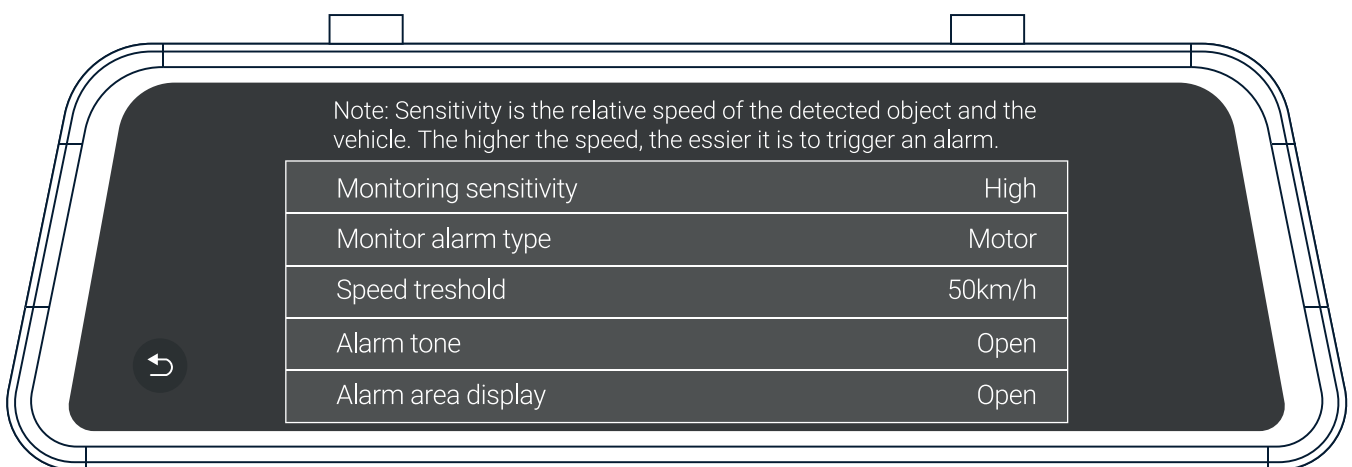 Note: Sensitivity is the relative speed of the detected object and the
vehicle. The higher the speed, the essier it is to trigger an alarm.
Monitoring sensitivity High
Monitor alarm type Motor
Speed treshold 50km/h
Alarm tone Open
Alarm area display Open